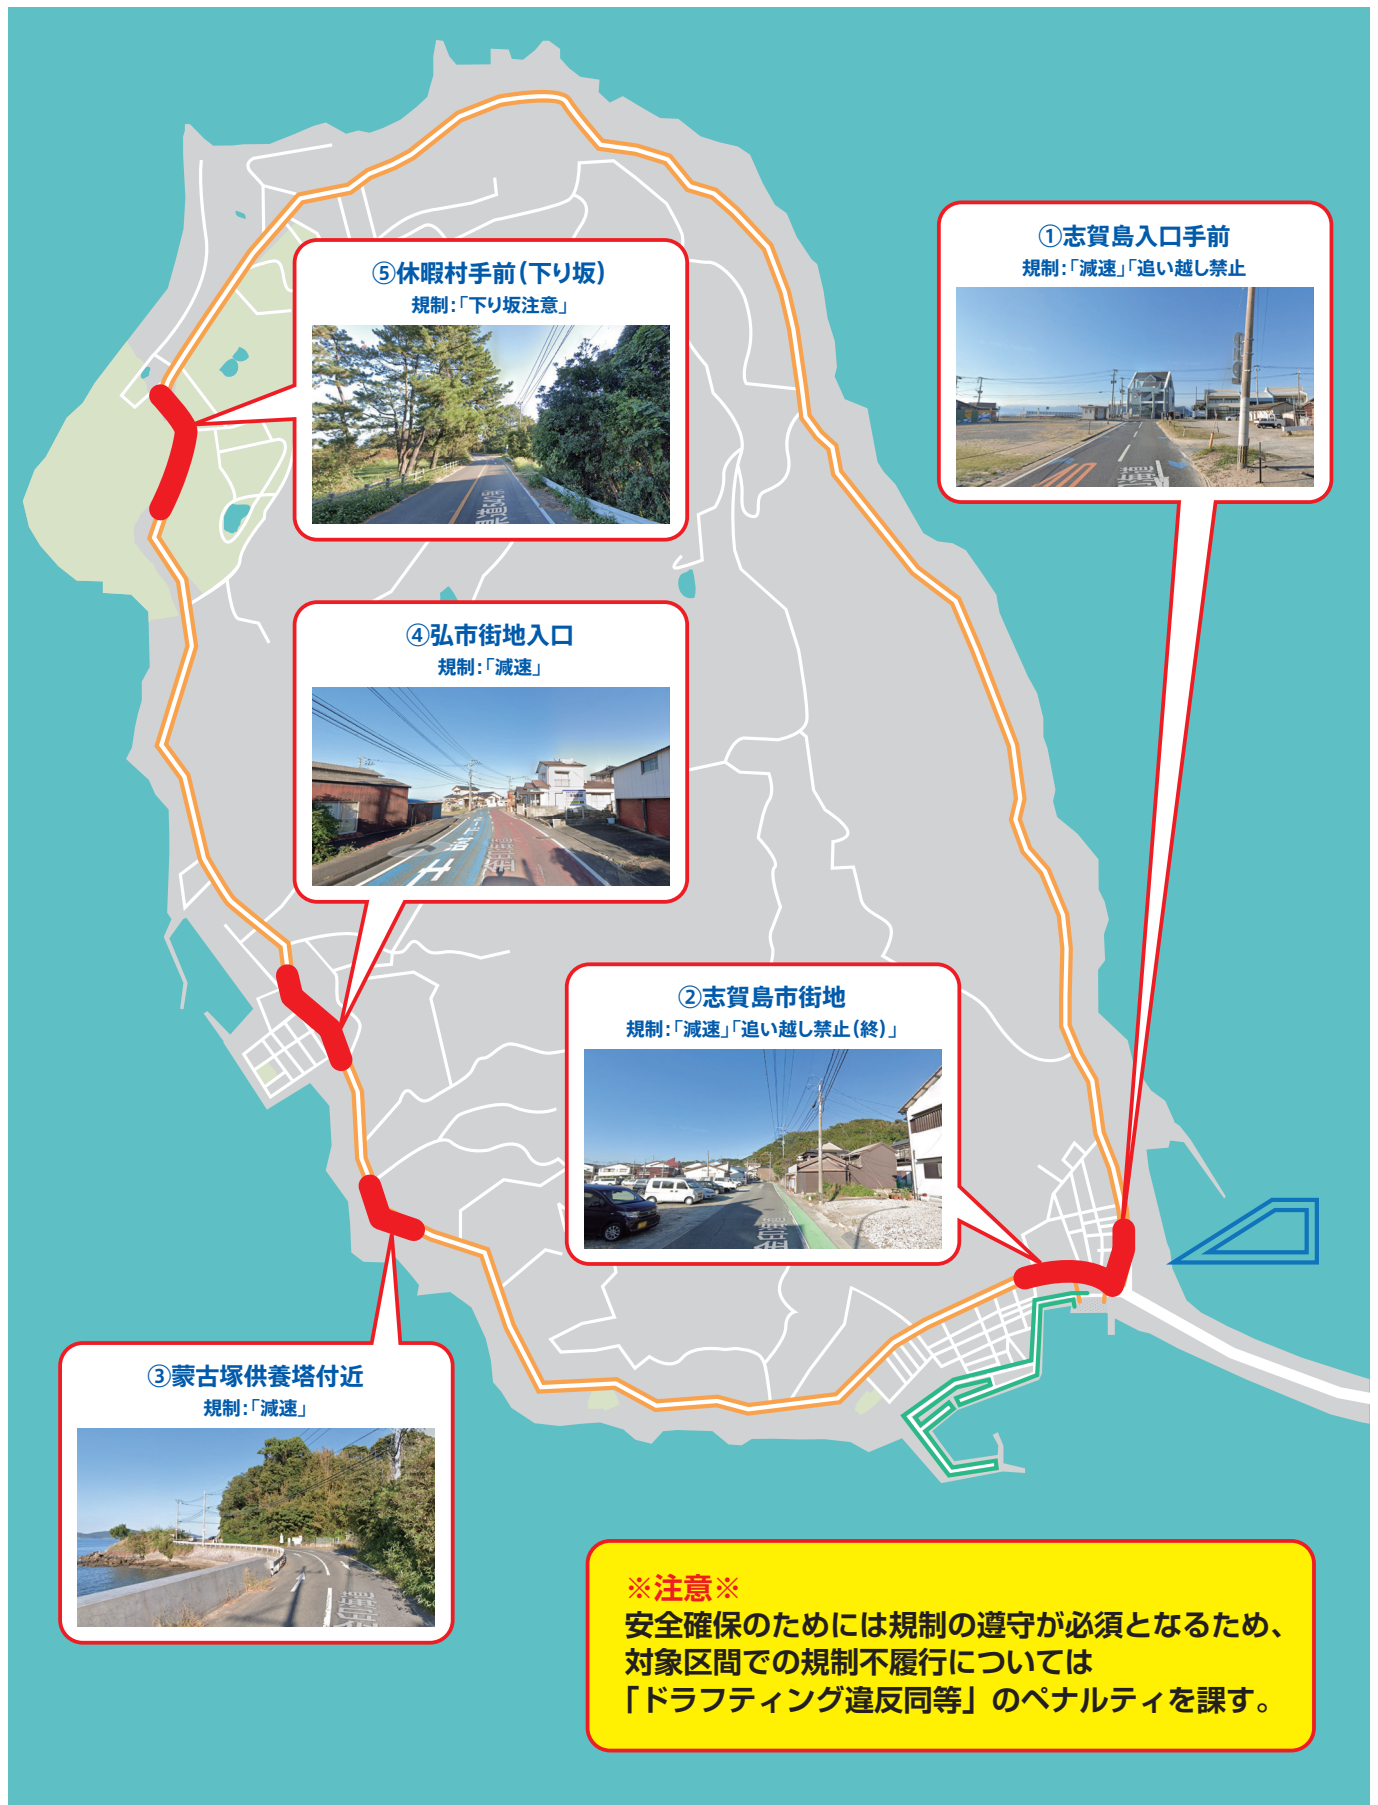 ①志賀島入口手前
規制：「減速」「追い越し禁止
⑤休暇村手前（下り坂）
規制：「下り坂注意」
④弘市街地入口
規制：「減速」
②志賀島市街地
規制：「減速」「追い越し禁止（終）」
③蒙古塚供養塔付近
規制：「減速」
※注意※
安全確保のためには規制の遵守が必須となるため、
対象区間での規制不履行については
「ドラフティング違反同等」のペナルティを課す。